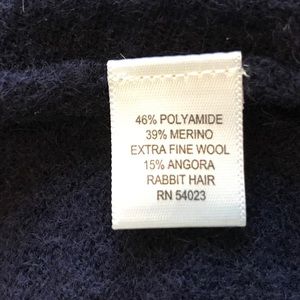 46% POLYAMIDE
39% MERINO
EXTRA FINE WOOL
15% ANGORA
RABBIT HAIR
RN 54023